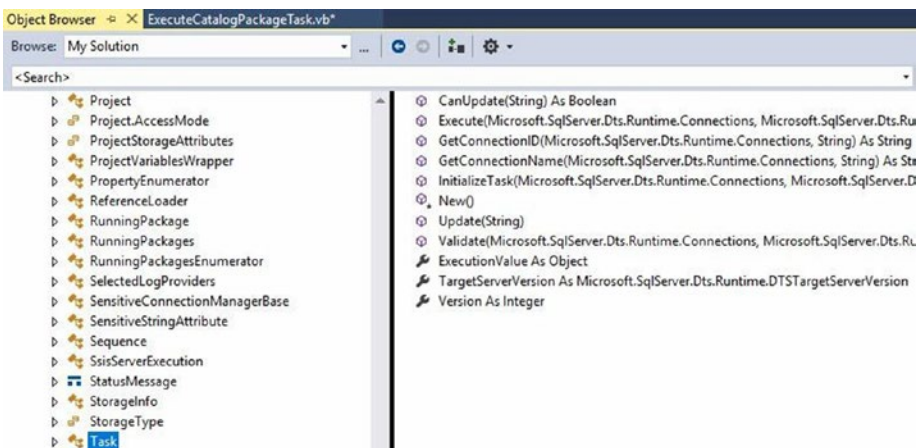 Object Browser ExecuteCatalogPackageTask.vb*
Browse: My Solution ...
<Search>
Project
Project.AccessMode
ProjectStorageAttributes
ProjectVariablesWrapper
PropertyEnumerator
ReferenceLoader
RunningPackage
RunningPackages
RunningPackagesEnumerator
SelectedLogProviders
SensitiveConnectionManagerBase
SensitiveStringAttribute
Sequence
SsisServerExecution
StatusMessage
StorageInfo
StorageType
Task
CanUpdate(String) As Boolean
Execute(Microsoft.SqlServer.Dts.Runtime.Connections, Microsoft.SqlServer.Dts.Ru
GetConnectionID(Microsoft.SqlServer.Dts.Runtime.Connections, String) As String
GetConnectionName(Microsoft.SqlServer.Dts.Runtime.Connections, String) As Str
InitializeTask(Microsoft.SqlServer.Dts.Runtime.Connections, Microsoft.SqlServer.D
New()
Update(String)
Validate(Microsoft.SqlServer.Dts.Runtime.Connections, Microsoft.SqlServer.Dts.Ru
ExecutionValue As Object
TargetServerVersion As Microsoft.SqlServer.Dts.Runtime.DTSTargetServerVersion
Version As Integer